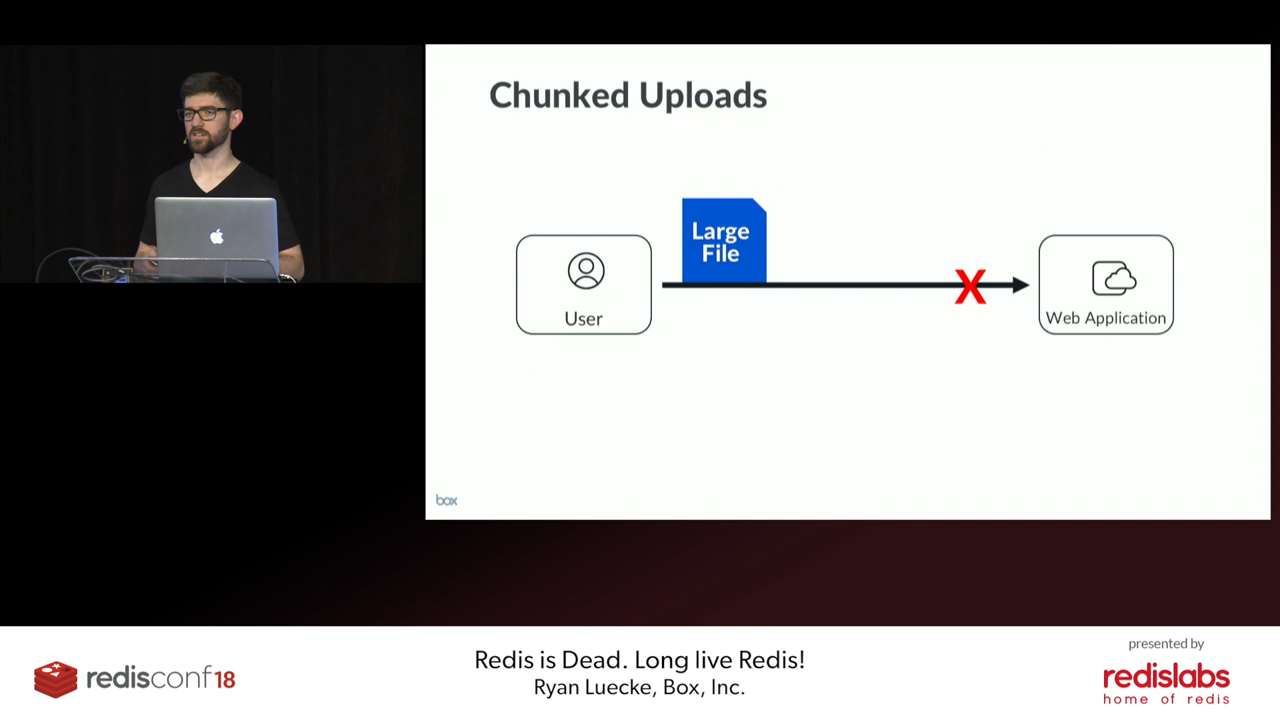 Chunked Uploads
Large
File
X
User
Web Application
box
redisconf18
Redis is Dead. Long live Redis!
Ryan Luecke, Box, Inc.
presented by
redislabs
home of redis